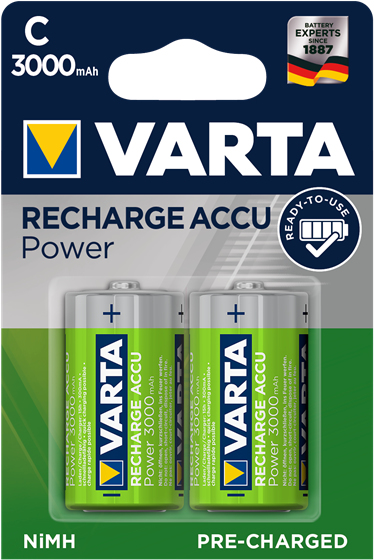 C
3000mAh
BATTERY
EXPERTS
SINCE
1887
VARTA
RECHARGE ACCU
Power
READY-TO-USE
+
VARTA
RECHARGE ACCU
Power 3000mAh
+
VARTA
RECHARGE ACCU
Power 3000mAh
NiMH
PRE-CHARGED